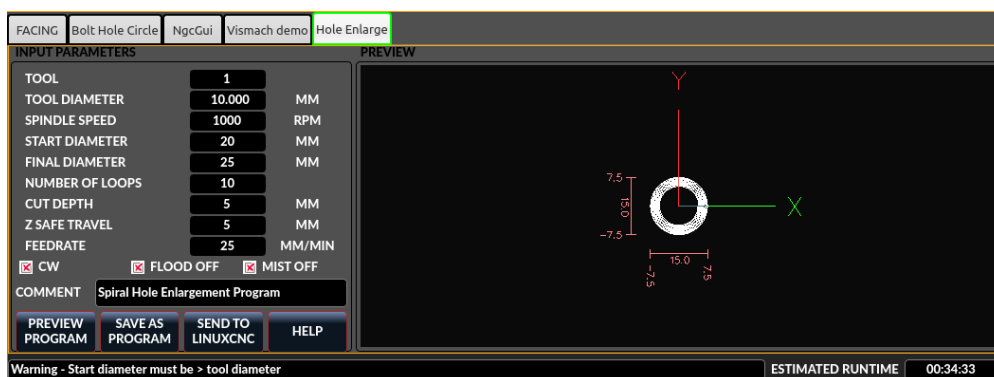 FACING Bolt Hole Circle NgcGui Vismach demo Hole Enlarge
INPUT PARAMETERS PREVIEW
TOOL 1
TOOL DIAMETER 10.000 MM
SPINDLE SPEED 1000 RPM
START DIAMETER 20 MM
FINAL DIAMETER 25 MM
NUMBER OF LOOPS 10
CUT DEPTH 5 MM
Z SAFE TRAVEL 5 MM
FEEDRATE 25 MM/MIN
CW FLOOD OFF MIST OFF
COMMENT Spiral Hole Enlargement Program
PREVIEW PROGRAM
SAVE AS PROGRAM
SEND TO LINUXCNC
HELP
Y
7.5
15.0
-7.5
X
15.0
-7.5
7.5
Warning - Start diameter must be > tool diameter ESTIMATED RUNTIME 00:34:33